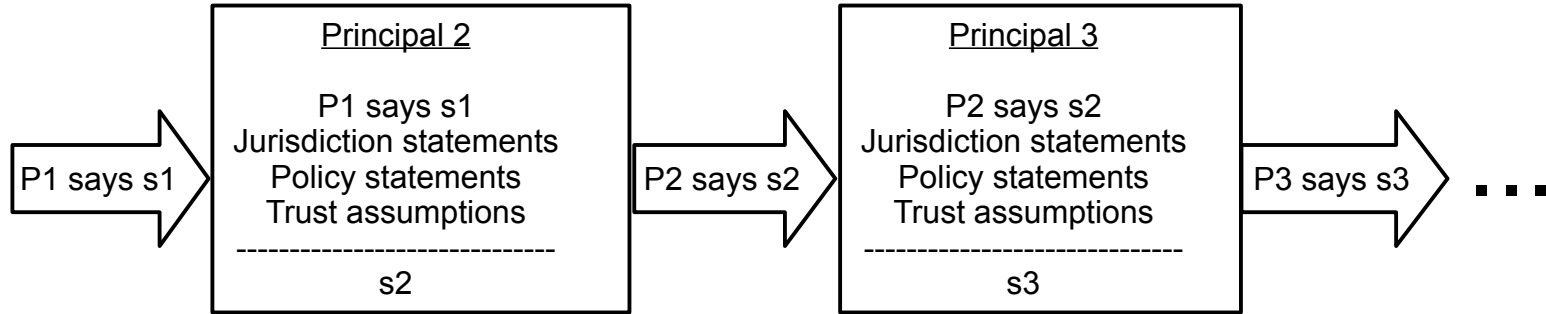 P1 says s1
Principal 2
P1 says s1
Jurisdiction statements
Policy statements
Trust assumptions
------------------------------
s2
P2 says s2
Principal 3
P2 says s2
Jurisdiction statements
Policy statements
Trust assumptions
------------------------------
s3
P3 says s3
...